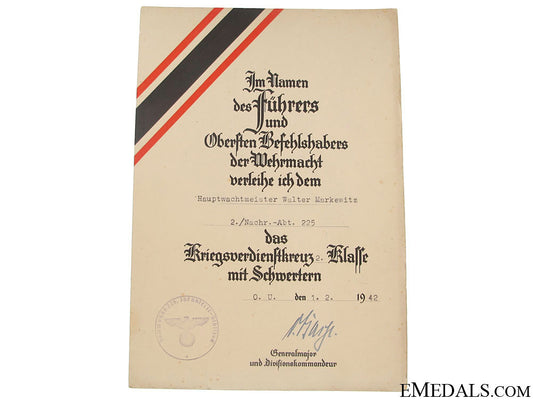 Im Namen
des Führers
und
Obersten Befehlshabers
der Wehrmacht
verleihe ich dem
Hauptwachtmeister Walter Markewitz
2./Nachr.-Abt. 225
das
Kriegsverdienstkreuz 2. Klasse
mit Schwertern
O. U. den 1. 2. 1942
Generalmajor
und Divisionskommandeur
EMEDALS.COM